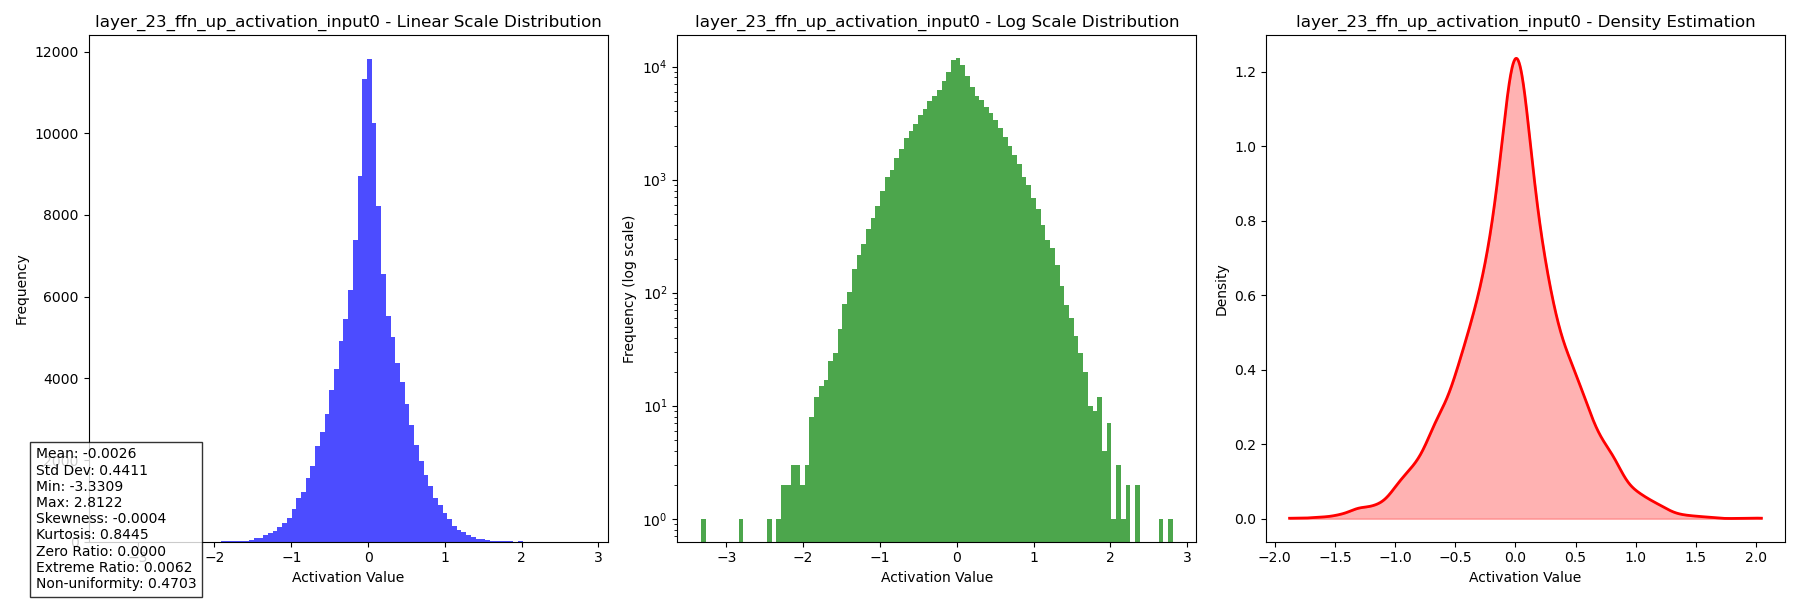 layer_23_ffn_up_activation_input0 - Linear Scale Distribution
12000
10000
8000
6000
4000
2000
0
Frequency
−2
−1
0
1
2
3
Activation Value
Mean: -0.0026
Std Dev: 0.4411
Min: -3.3309
Max: 2.8122
Skewness: -0.0004
Kurtosis: 0.8445
Zero Ratio: 0.0000
Extreme Ratio: 0.0062
Non-uniformity: 0.4703
layer_23_ffn_up_activation_input0 - Log Scale Distribution
10^4
10^3
10^2
10^1
10^0
Frequency (log scale)
−3
−2
−1
0
1
2
3
Activation Value
layer_23_ffn_up_activation_input0 - Density Estimation
1.2
1.0
0.8
0.6
0.4
0.2
0.0
Density
−2.0
−1.5
−1.0
−0.5
0.0
0.5
1.0
1.5
2.0
Activation Value